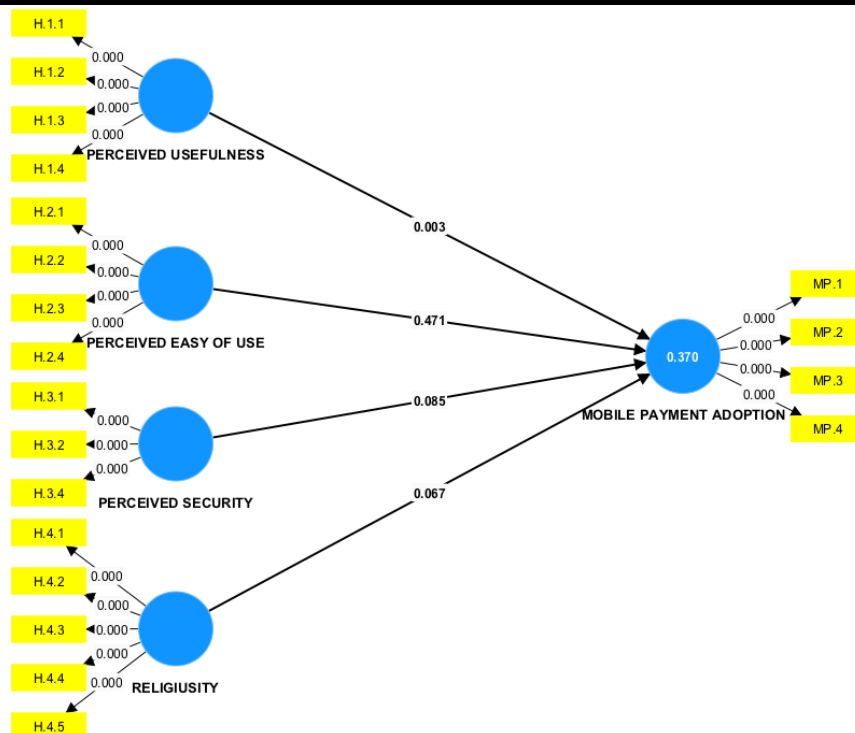 H.1.1
0.000
H.1.2
0.000
0.000
H.1.3
0.000
H.1.4
PERCEIVED USEFULNESS
H.2.1
0.000
H.2.2
0.000
0.000
H.2.3
0.000
H.2.4
PERCEIVED EASY OF USE
H.3.1
0.000
H.3.2
0.000
0.000
H.3.4
PERCEIVED SECURITY
H.4.1
0.000
H.4.2
0.000
H.4.3
0.000
0.000
H.4.4
0.000
RELIGIUSITY
H.4.5
0.003
0.471
0.085
0.067
0.370
MOBILE PAYMENT ADOPTION
MP.1
0.000
MP.2
0.000
0.000
MP.3
0.000
MP.4